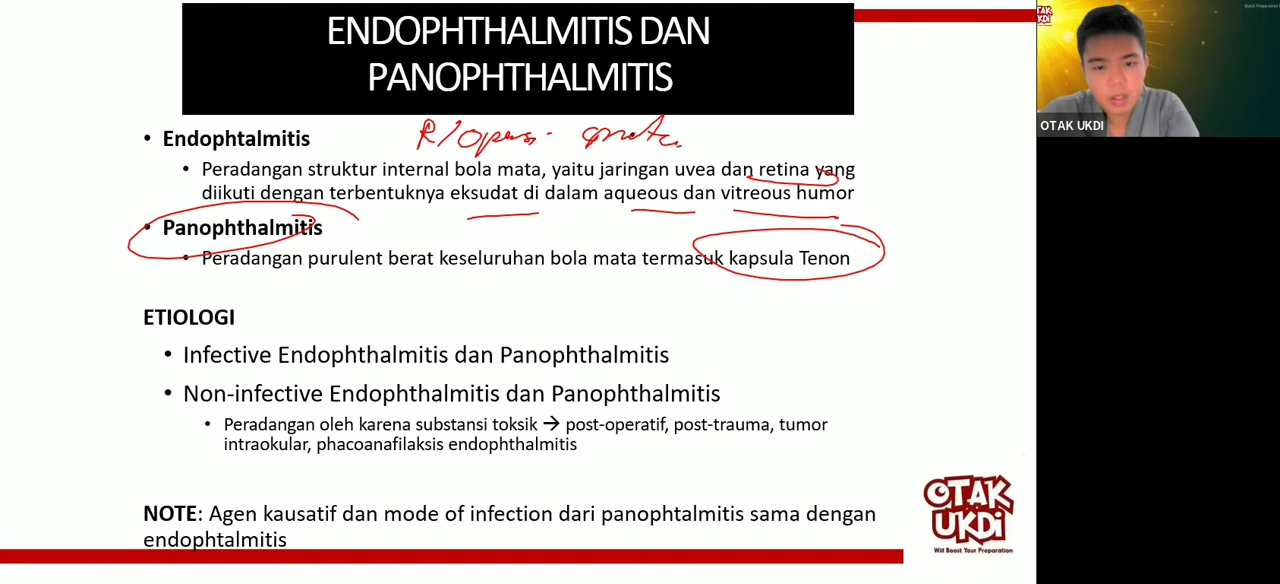 ENDOPHTHALMITIS DAN
PANOPHTHALMITIS
• Endophtalmitis
R/operasi mata
• Peradangan struktur internal bola mata, yaitu jaringan uvea dan retina yang
diikuti dengan terbentuknya eksudat di dalam aqueous dan vitreous humor
• Panophthalmitis
• Peradangan purulent berat keseluruhan bola mata termasuk kapsula Tenon
ETIOLOGI
• Infective Endophthalmitis dan Panophthalmitis
• Non-infective Endophthalmitis dan Panophthalmitis
• Peradangan oleh karena substansi toksik → post-operatif, post-trauma, tumor
intraokular, phacoanafilaksis endophthalmitis
NOTE: Agen kausatif dan mode of infection dari panophtalmitis sama dengan
endophtalmitis
OTAK
UKDi
Will Boost Your Preparation
OTAK UKDI